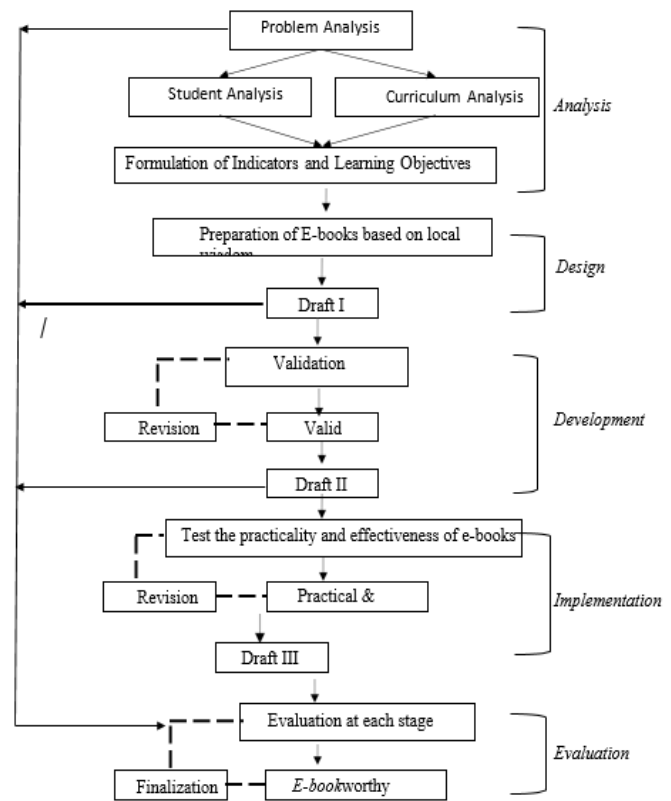 Problem Analysis
Student Analysis
Curriculum Analysis
Analysis
Formulation of Indicators and Learning Objectives
Preparation of E-books based on local
Design
Draft I
/
Validation
Revision
Valid
Development
Draft II
Test the practicality and effectiveness of e-books
Revision
Practical &
Implementation
Draft III
Evaluation at each stage
Evaluation
Finalization
E-bookworthy